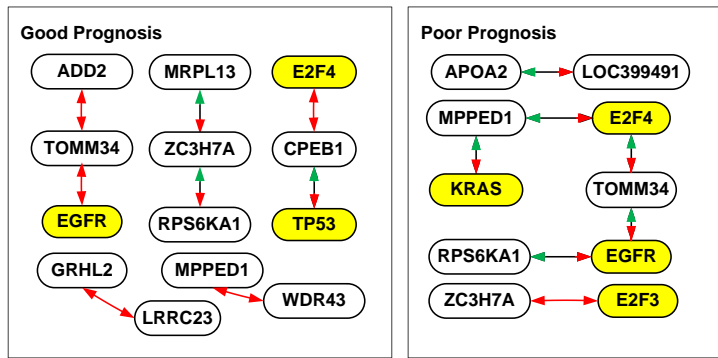 Good Prognosis
ADD2 MRPL13 E2F4
TOMM34 ZC3H7A CPEB1
EGFR RPS6KA1 TP53
GRHL2 MPPED1
LRRC23 WDR43
Poor Prognosis
APOA2 LOC399491
MPPED1 E2F4
KRAS TOMM34
RPS6KA1 EGFR
ZC3H7A E2F3